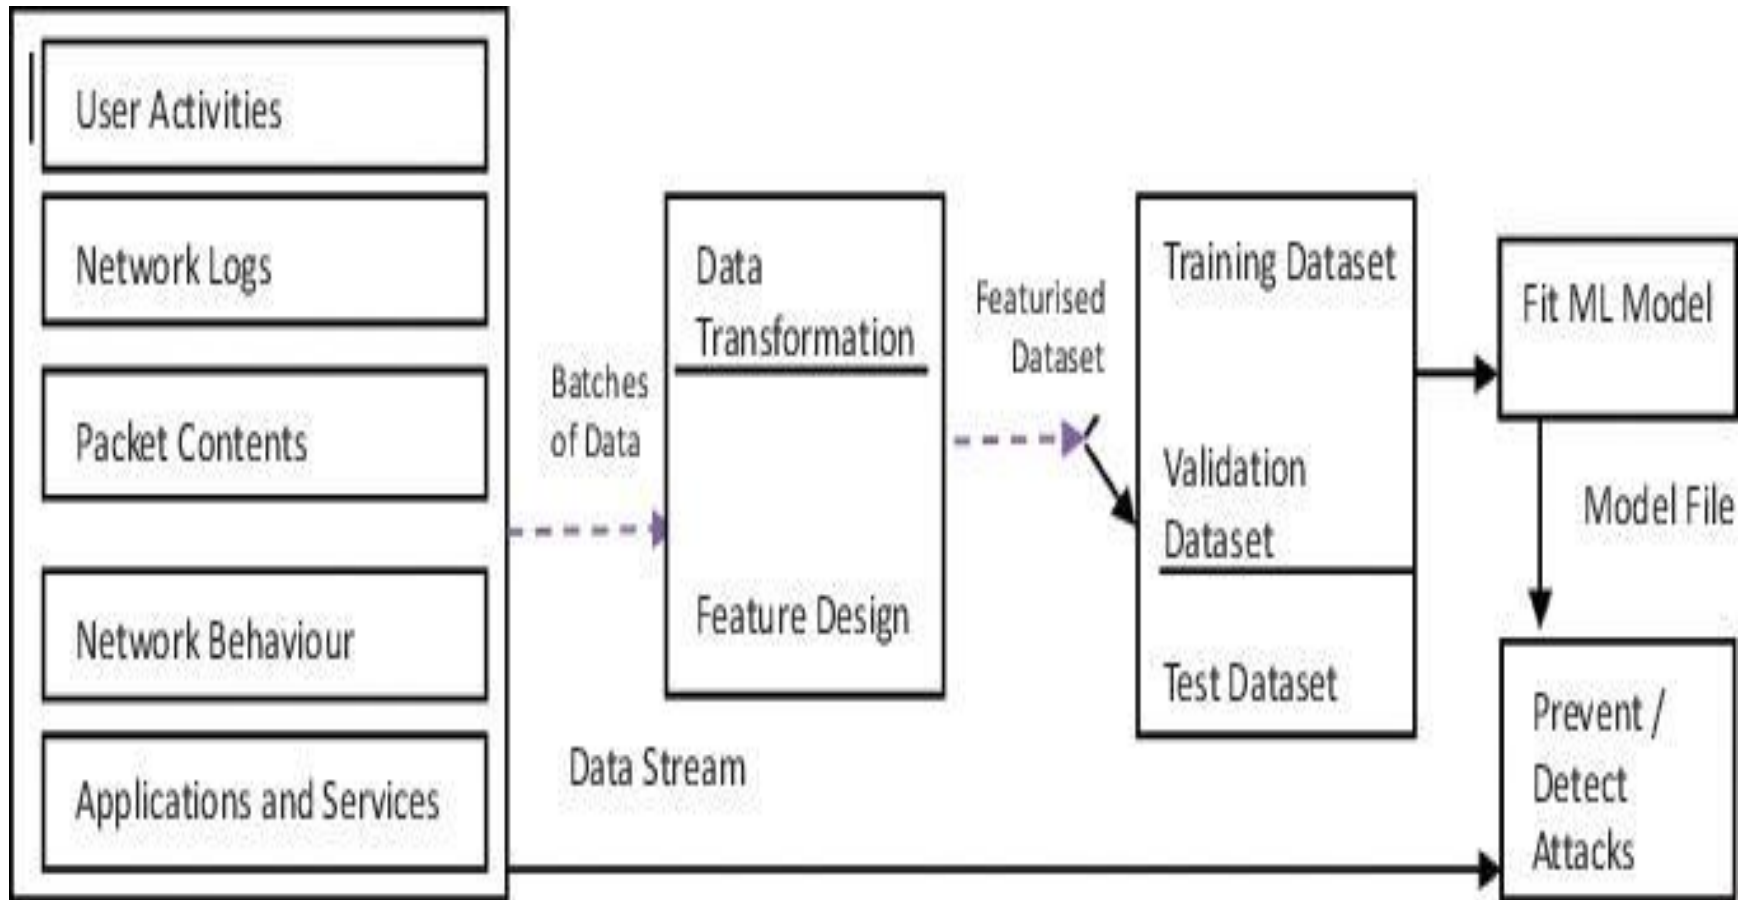 User Activities
Network Logs
Packet Contents
Network Behaviour
Applications and Services
Batches
of Data
Data
Transformation
Feature Design
Data Stream
Featurised
Dataset
Training Dataset
Validation
Dataset
Test Dataset
Fit ML Model
Model File
Prevent /
Detect
Attacks